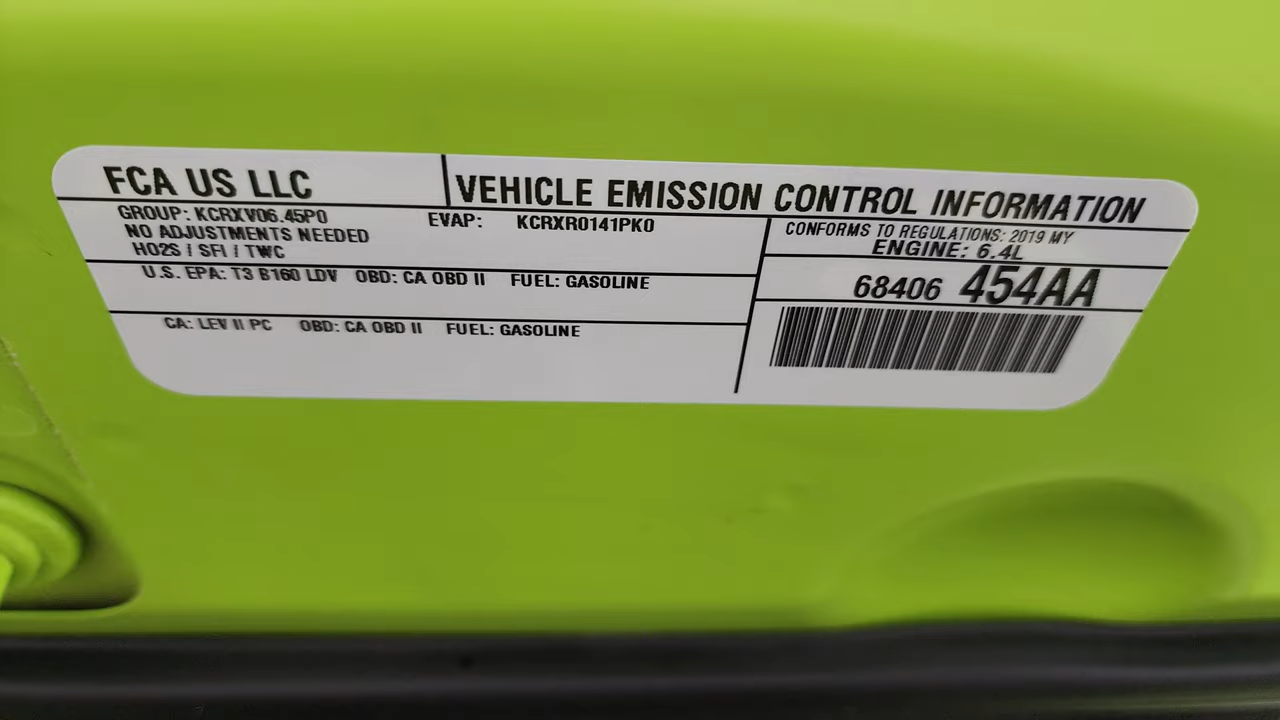 FCA US LLC
VEHICLE EMISSION CONTROL INFORMATION
GROUP: KCRXV06.45P0
EVAP: KCRXR0141PK0
NO ADJUSTMENTS NEEDED
HO2S / SFI / TWC
CONFORMS TO REGULATIONS: 2019 MY
ENGINE: 6.4L
U.S. EPA: T3 B160 LDV OBD: CA OBD II FUEL: GASOLINE
68406 454AA
CA: LEV II PC OBD: CA OBD II FUEL: GASOLINE